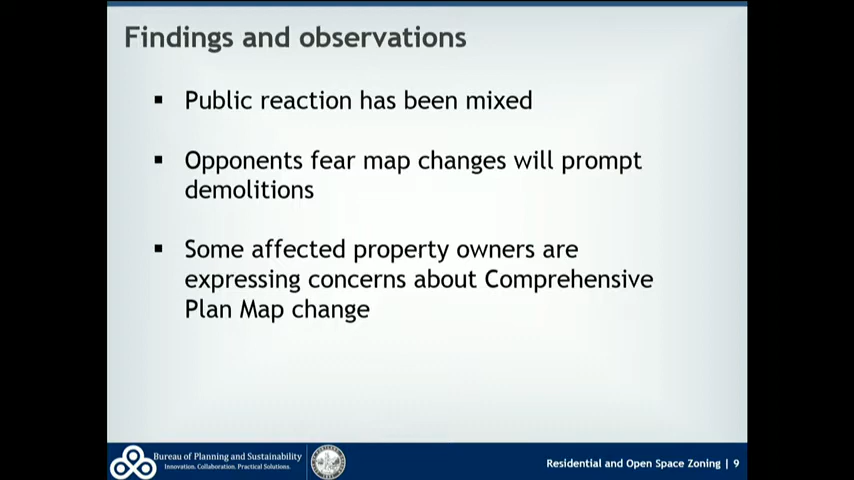 Findings and observations
▪ Public reaction has been mixed
▪ Opponents fear map changes will prompt
demolitions
▪ Some affected property owners are
expressing concerns about Comprehensive
Plan Map change
Bureau of Planning and Sustainability
Innovation. Collaboration. Practical Solutions.
Residential and Open Space Zoning | 9